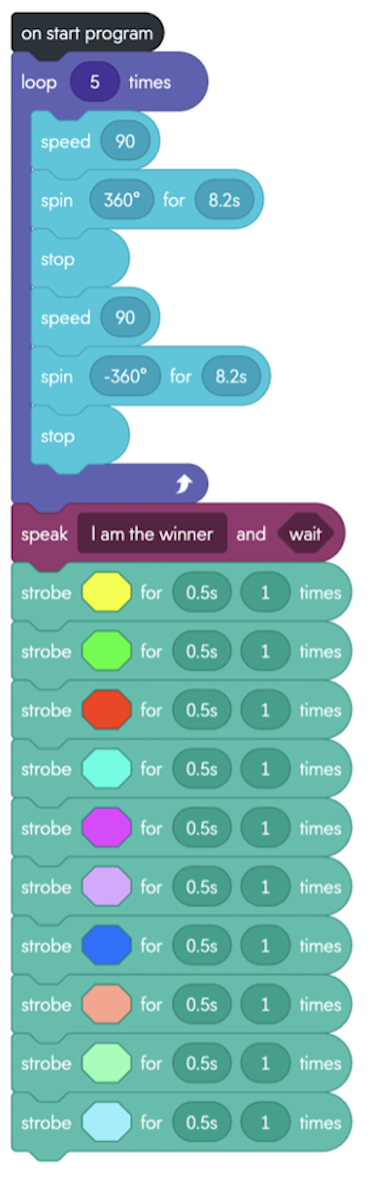 on start program
loop 5 times
speed 90
spin 360° for 8.2s
stop
speed 90
spin -360° for 8.2s
stop
speak I am the winner and wait
strobe for 0.5s 1 times
strobe for 0.5s 1 times
strobe for 0.5s 1 times
strobe for 0.5s 1 times
strobe for 0.5s 1 times
strobe for 0.5s 1 times
strobe for 0.5s 1 times
strobe for 0.5s 1 times
strobe for 0.5s 1 times
strobe for 0.5s 1 times